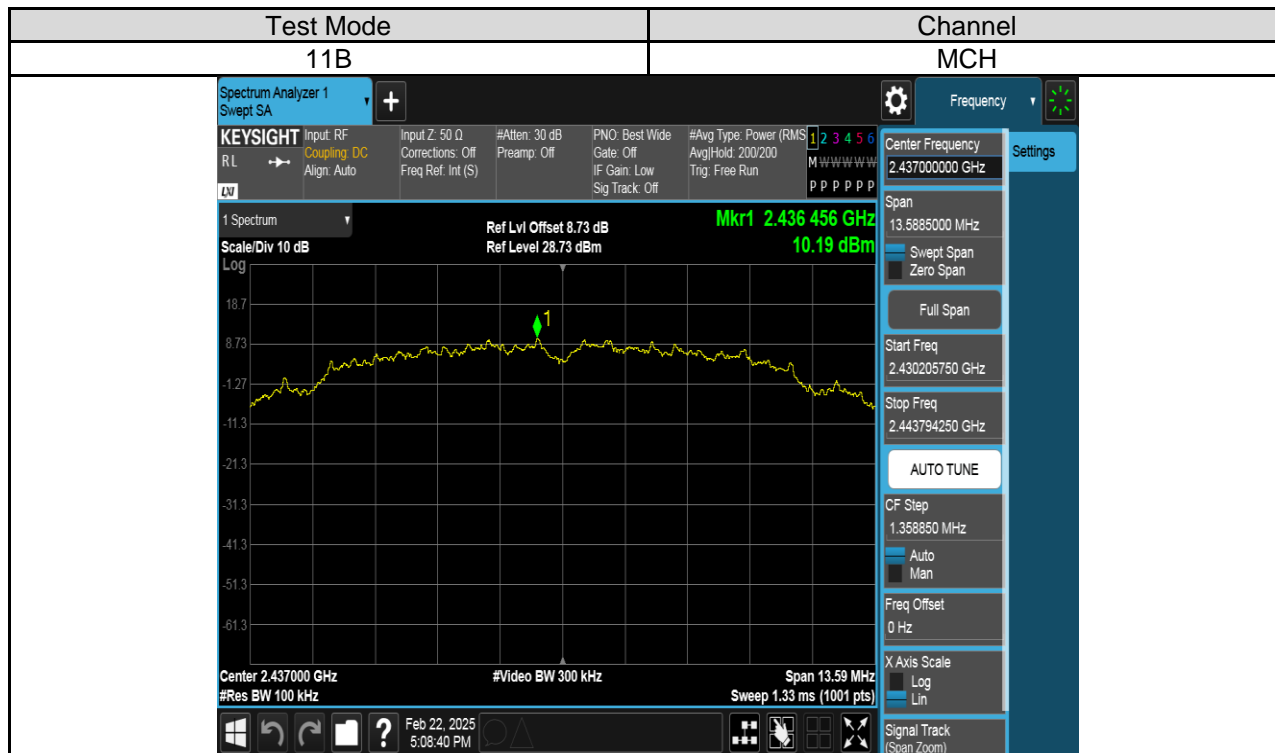 Test Mode Channel
11B MCH
Spectrum Analyzer 1
Swept SA
+
Frequency
KEYSIGHT Input: RF Input Z: 50 Ω #Atten: 30 dB PNO: Best Wide #Avg Type: Power (RMS 1 2 3 4 5 6
RL Coupling: DC Corrections: Off Preamp: Off Gate: Off Avg|Hold: 200/200 M W W W W W
Align: Auto Freq Ref: Int (S) IF Gain: Low Trig: Free Run
LXI Sig Track: Off P P P P P P
1 Spectrum
Ref Lvl Offset 8.73 dB
Mkr1 2.436 456 GHz
Scale/Div 10 dB Ref Level 28.73 dBm 10.19 dBm
Log
18.7
1
8.73
-1.27
-11.3
-21.3
-31.3
-41.3
-51.3
-61.3
Center 2.437000 GHz #Video BW 300 kHz Span 13.59 MHz
#Res BW 100 kHz Sweep 1.33 ms (1001 pts)
Center Frequency
2.437000000 GHz
Settings
Span
13.5885000 MHz
Swept Span
Zero Span
Full Span
Start Freq
2.430205750 GHz
Stop Freq
2.443794250 GHz
AUTO TUNE
CF Step
1.358850 MHz
Auto
Man
Freq Offset
0 Hz
X Axis Scale
Log
Lin
Signal Track
(Span Zoom)
?
Feb 22, 2025
5:08:40 PM